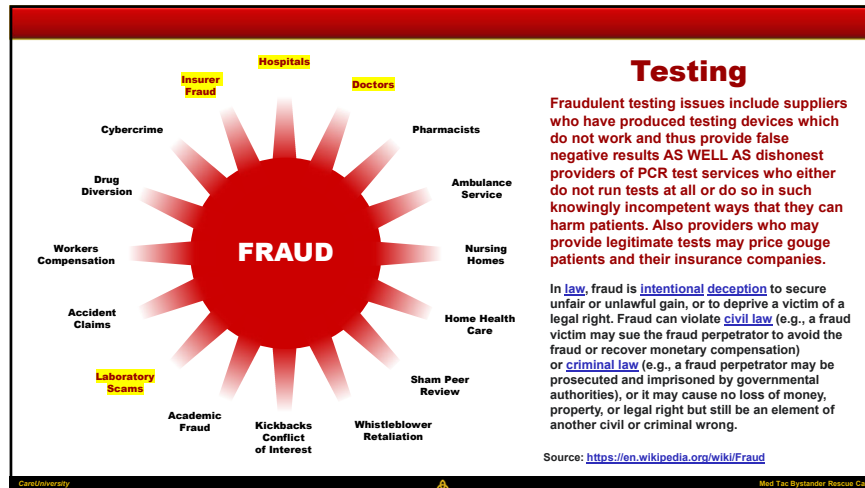 Hospitals
Insurer
Fraud
Doctors
Cybercrime
Pharmacists
Drug
Diversion
Ambulance
Service
Workers
Compensation
FRAUD
Nursing
Homes
Accident
Claims
Home Health
Care
Laboratory
Scams
Sham Peer
Review
Academic
Fraud
Kickbacks
Conflict
of Interest
Whistleblower
Retaliation
Testing
Fraudulent testing issues include suppliers
who have produced testing devices which
do not work and thus provide false
negative results AS WELL AS dishonest
providers of PCR test services who either
do not run tests at all or do so in such
knowingly incompetent ways that they can
harm patients. Also providers who may
provide legitimate tests may price gouge
patients and their insurance companies.
In law, fraud is intentional deception to secure
unfair or unlawful gain, or to deprive a victim of a
legal right. Fraud can violate civil law (e.g., a fraud
victim may sue the fraud perpetrator to avoid the
fraud or recover monetary compensation)
or criminal law (e.g., a fraud perpetrator may be
prosecuted and imprisoned by governmental
authorities), or it may cause no loss of money,
property, or legal right but still be an element of
another civil or criminal wrong.
Source: https://en.wikipedia.org/wiki/Fraud
CareUniversity
Med Tac Bystander Rescue Ca